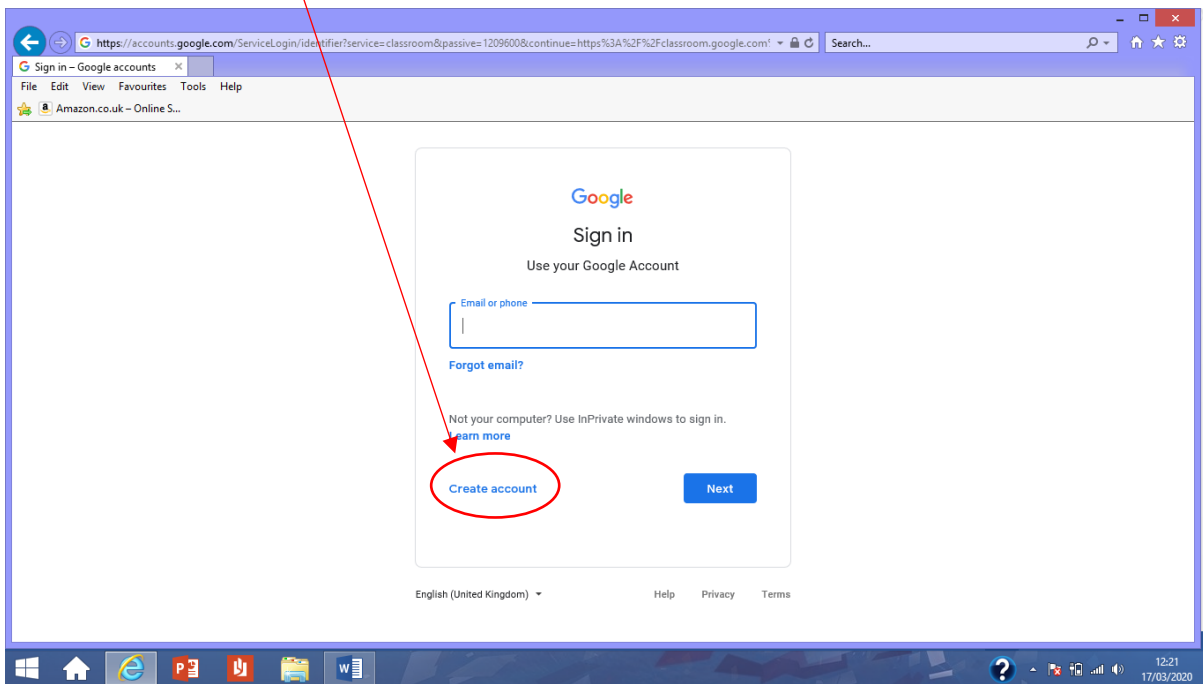 https://accounts.google.com/ServiceLogin/identifier?service=classroom&passive=1209600&continue=https%3A%2F%2Fclassroom.google.com
Search...
Sign in – Google accounts
File Edit View Favourites Tools Help
Amazon.co.uk – Online S...
Google
Sign in
Use your Google Account
Email or phone
Forgot email?
Not your computer? Use InPrivate windows to sign in.
Learn more
Create account
Next
English (United Kingdom)
Help Privacy Terms
12:21
17/03/2020